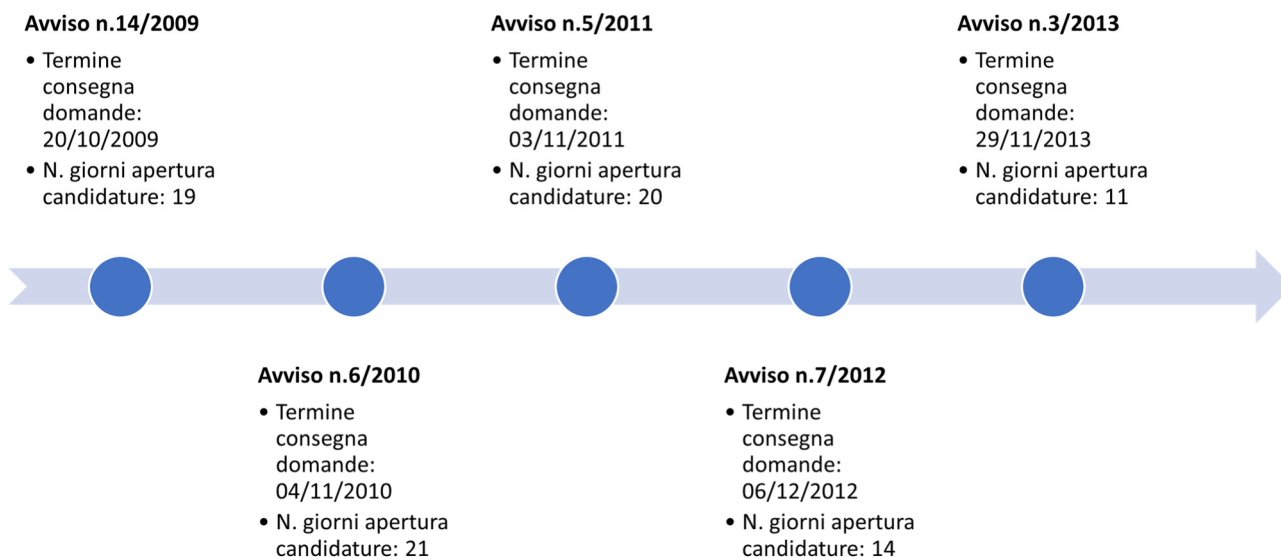 Avviso n.14/2009
• Termine
consegna
domande:
20/10/2009
• N. giorni apertura
candidature: 19
Avviso n.6/2010
• Termine
consegna
domande:
04/11/2010
• N. giorni apertura
candidature: 21
Avviso n.5/2011
• Termine
consegna
domande:
03/11/2011
• N. giorni apertura
candidature: 20
Avviso n.7/2012
• Termine
consegna
domande:
06/12/2012
• N. giorni apertura
candidature: 14
Avviso n.3/2013
• Termine
consegna
domande:
29/11/2013
• N. giorni apertura
candidature: 11